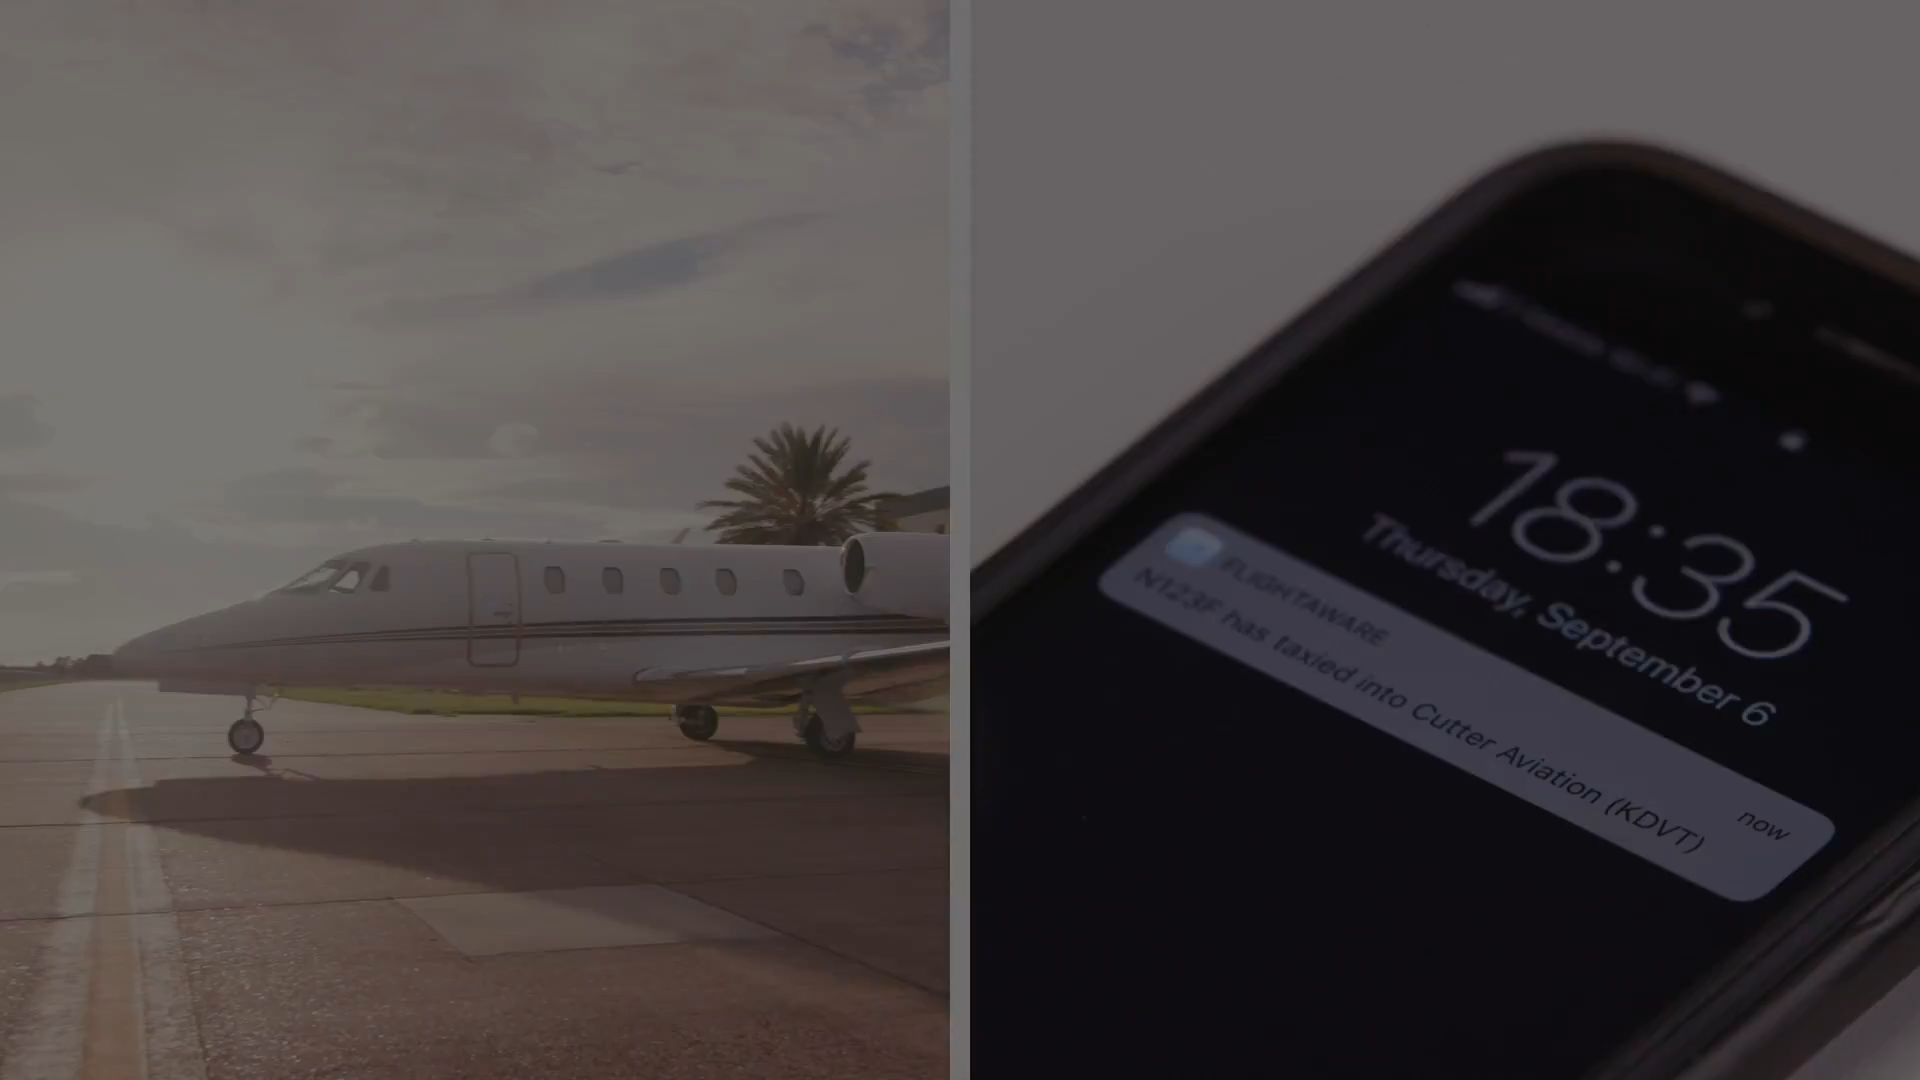 18:35
Thursday, September 6
FLIGHTAWARE
now
N123F has taxied into Cutter Aviation (KDVT)